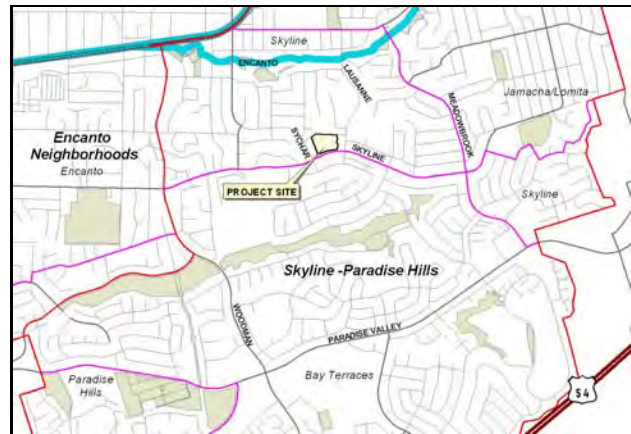 Skyline
ENCANTO
LAUSANNE
Jamacha/Lomita
MEADOWBROOK
Encanto
Neighborhoods
Encanto
SYCHAR
SKYLINE
PROJECT SITE
Skyline
Skyline -Paradise Hills
WOODMAN
PARADISE VALLEY
Paradise
Hills
Bay Terraces
54